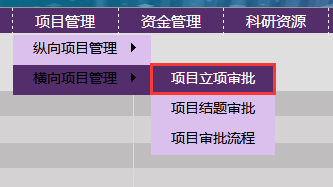 项目管理 资金管理 科研资源
纵向项目管理
横向项目管理 项目立项审批
项目结题审批
项目审批流程